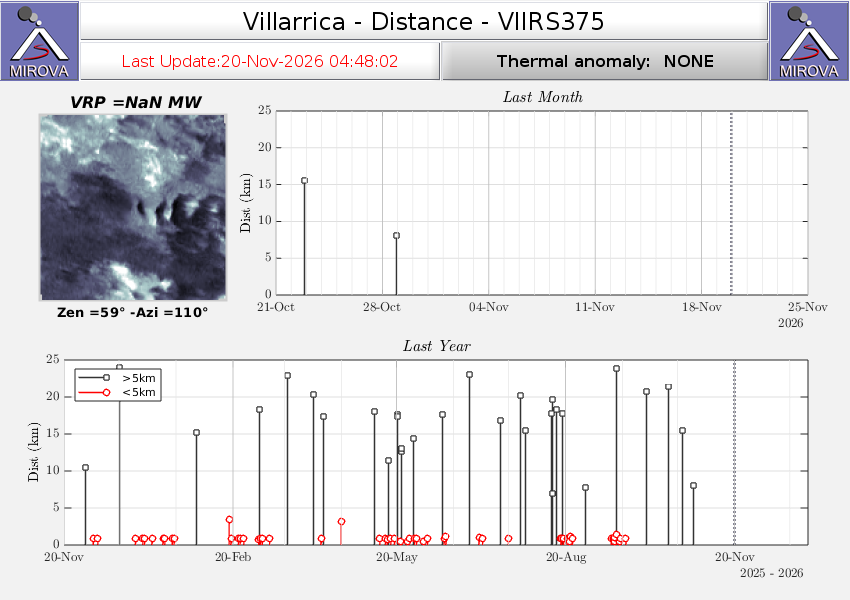 Villarrica - Distance - VIIRS375
MIROVA
Last Update:20-Nov-2026 04:48:02
Thermal anomaly: NONE
MIROVA
VRP =NaN MW
Zen =59° -Azi =110°
Last Month
Dist (km)
25
20
15
10
5
0
21-Oct
28-Oct
04-Nov
11-Nov
18-Nov
25-Nov
2026
Last Year
Dist (km)
25
20
15
10
5
0
>5km
<5km
20-Nov
20-Feb
20-May
20-Aug
20-Nov
2025 - 2026